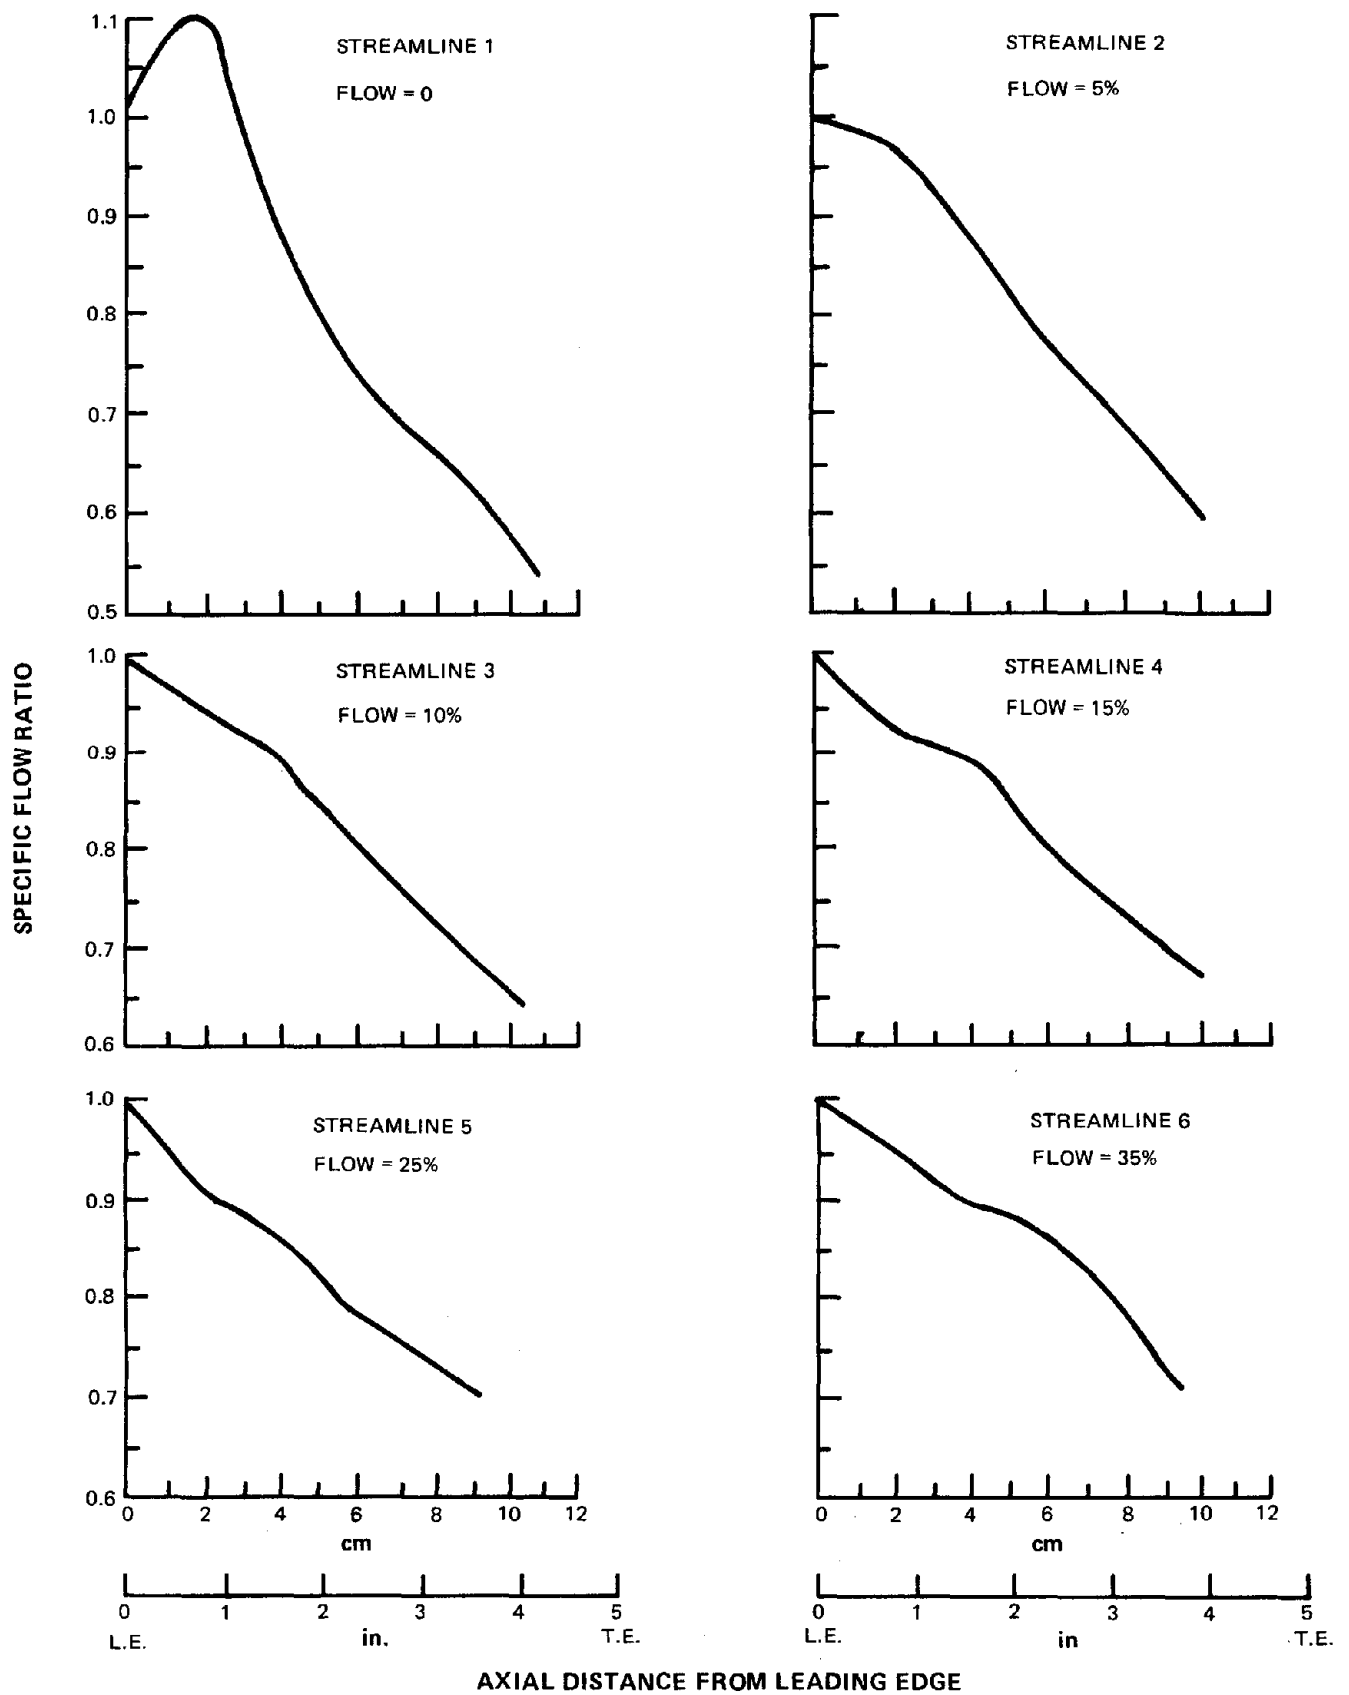 STREAMLINE 1
FLOW = 0
1.1
1.0
0.9
0.8
0.7
0.6
0.5
STREAMLINE 2
FLOW = 5%
STREAMLINE 3
FLOW = 10%
1.0
0.9
0.8
0.7
0.6
STREAMLINE 4
FLOW = 15%
SPECIFIC FLOW RATIO
STREAMLINE 5
FLOW = 25%
1.0
0.9
0.8
0.7
0.6
0 2 4 6 8 10 12
cm
0 1 2 3 4 5
L.E. in. T.E.
STREAMLINE 6
FLOW = 35%
0 2 4 6 8 10 12
cm
0 1 2 3 4 5
L.E. in T.E.
AXIAL DISTANCE FROM LEADING EDGE